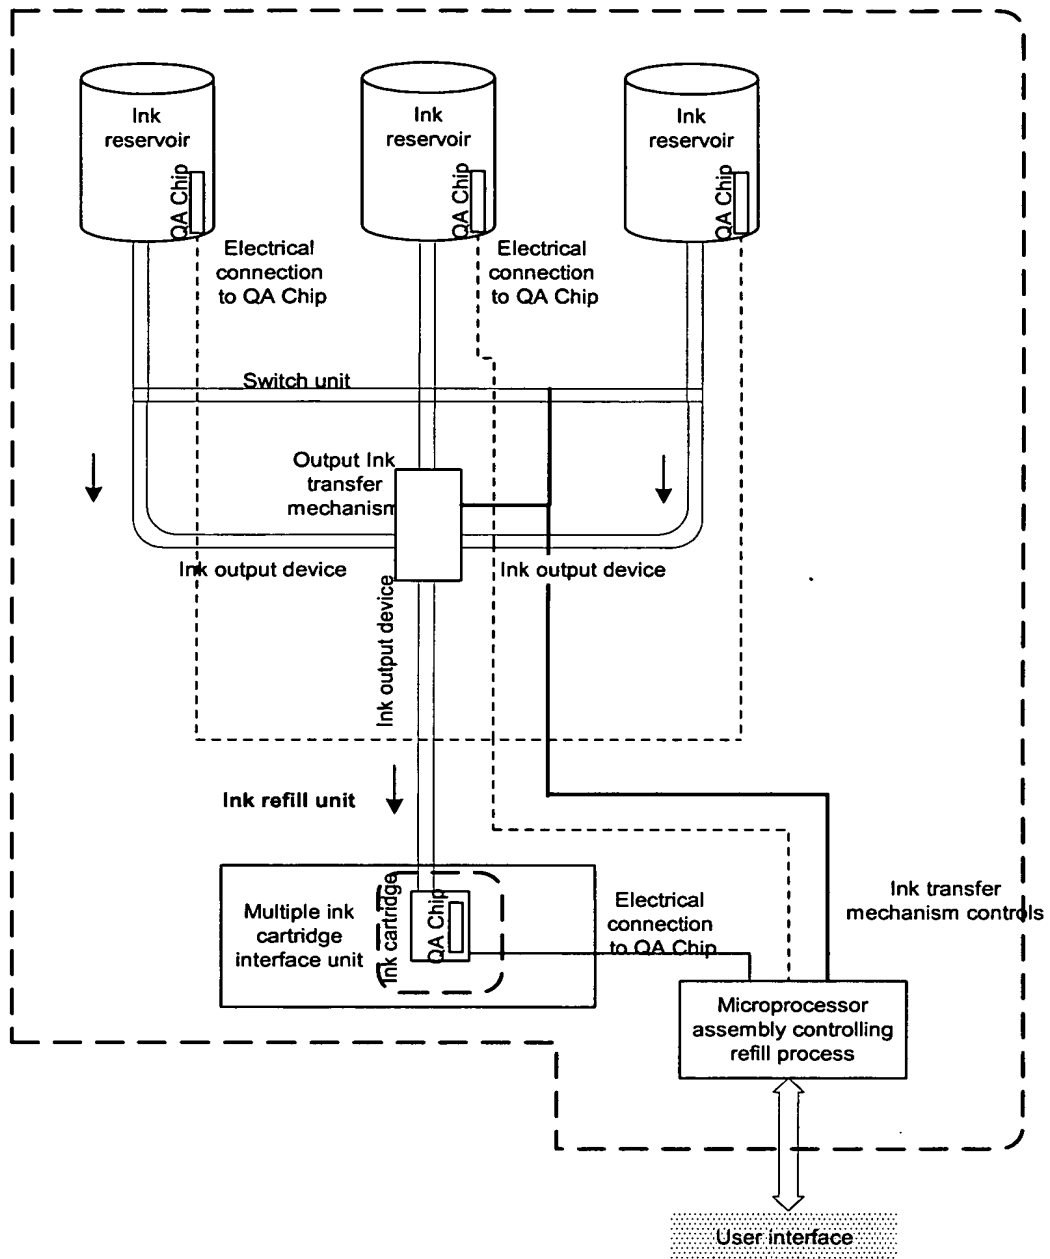 Ink
reservoir
QA Chip
Ink
reservoir
QA Chip
Ink
reservoir
QA Chip
Electrical
connection
to QA Chip
Electrical
connection
to QA Chip
Switch unit
Output Ink
transfer
mechanism
Ink output device
Ink output device
Ink output device
Ink refill unit
Multiple ink
cartridge
interface unit
Ink cartridge
QA Chip
Electrical
connection
to QA Chip
Ink transfer
mechanism controls
Microprocessor
assembly controlling
refill process
User interface